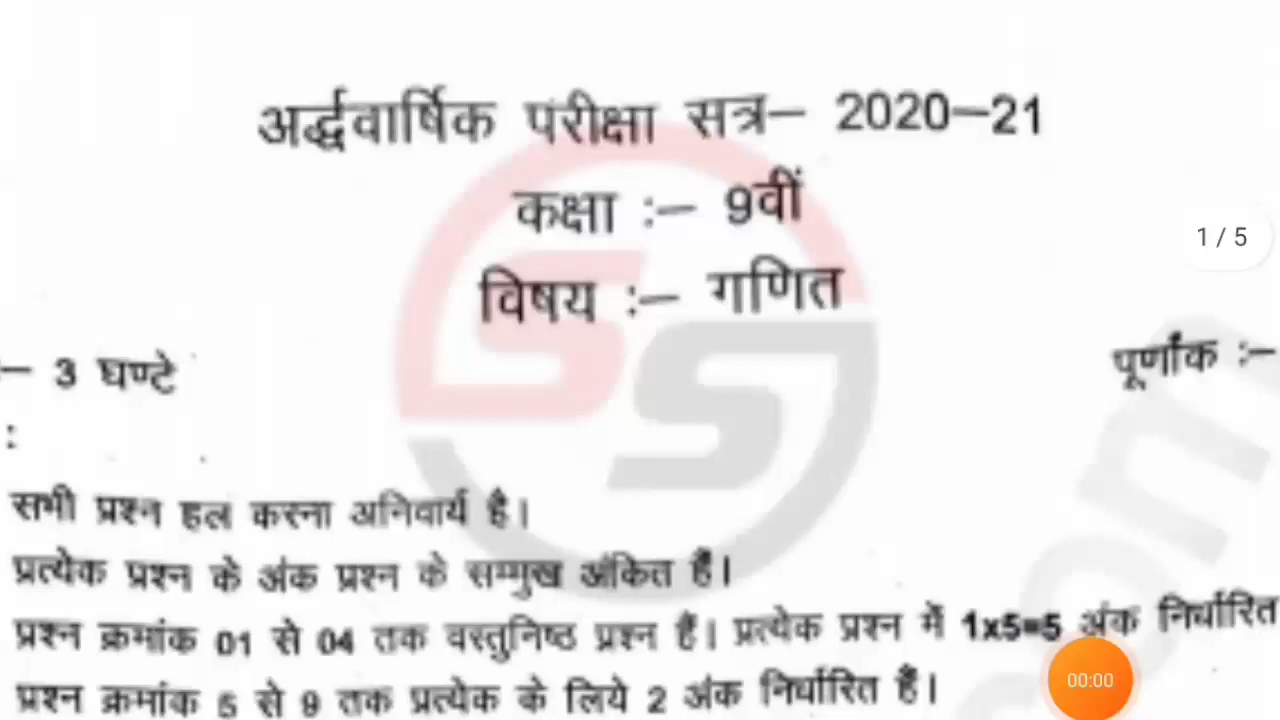 अर्द्धवार्षिक परीक्षा सत्र– 2020–21
कक्षा :– 9वीं
1 / 5
विषय :– गणित
– 3 घण्टे
पूर्णांक :–
:
सभी प्रश्न हल करना अनिवार्य है।
प्रत्येक प्रश्न के अंक प्रश्न के सम्मुख अंकित हैं।
प्रश्न क्रमांक 01 से 04 तक वस्तुनिष्ठ प्रश्न हैं। प्रत्येक प्रश्न में 1x5=5 अंक निर्धारित
प्रश्न क्रमांक 5 से 9 तक प्रत्येक के लिये 2 अंक निर्धारित हैं।
00:00
SS
om